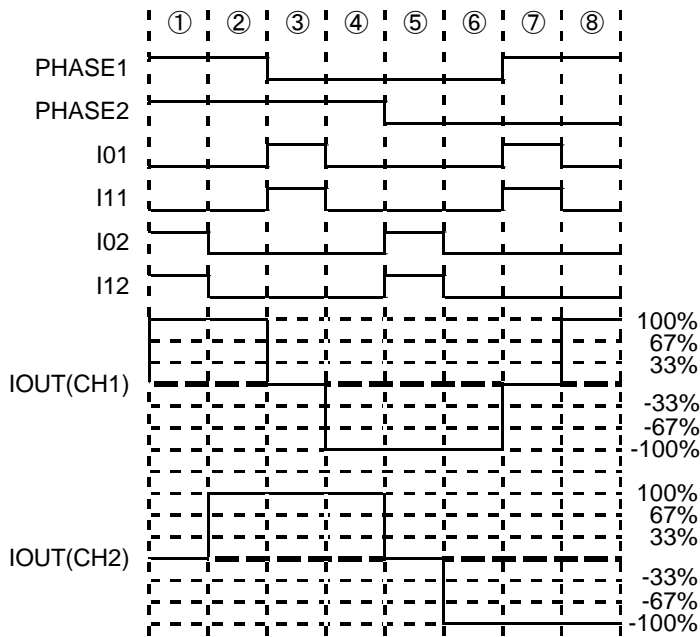 ① ② ③ ④ ⑤ ⑥ ⑦ ⑧
PHASE1
PHASE2
I01
I11
I02
I12
100%
67%
33%
IOUT(CH1)
-33%
-67%
-100%
100%
67%
33%
IOUT(CH2)
-33%
-67%
-100%